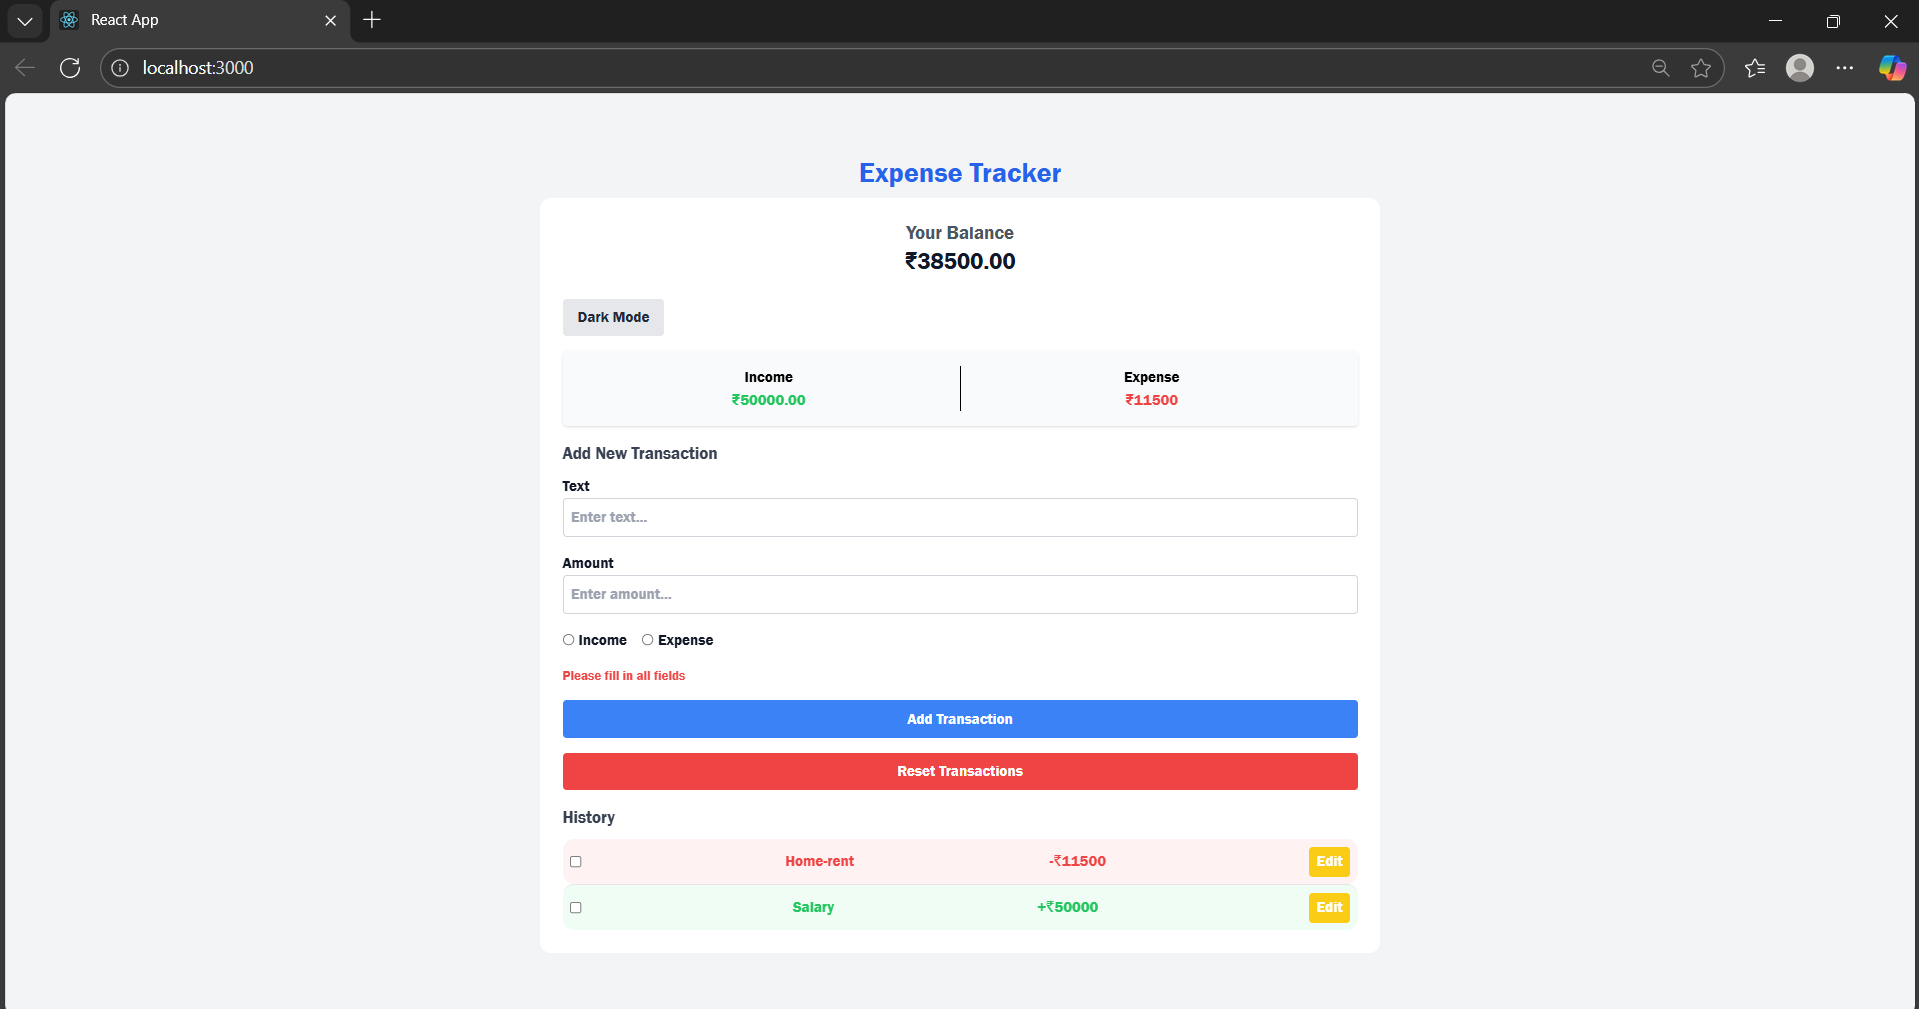 React App
localhost:3000
Expense Tracker
Your Balance
₹38500.00
Dark Mode
Income Expense
₹50000.00 ₹11500
Add New Transaction
Text
Enter text...
Amount
Enter amount...
Income Expense
Please fill in all fields
Add Transaction
Reset Transactions
History
Home-rent -₹11500 Edit
Salary +₹50000 Edit